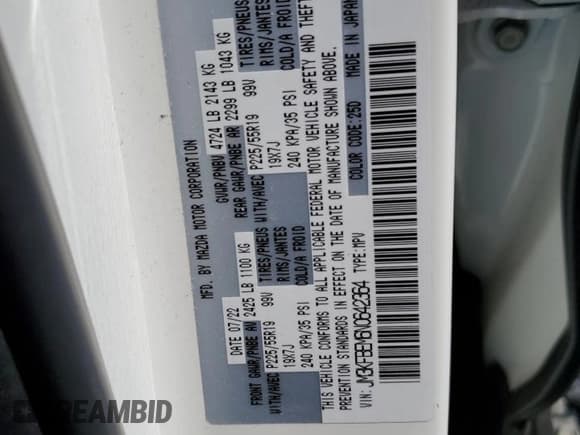 MFD. BY MAZDA MOTOR CORPORATION
DATE 07/22 GVWR/PNBV 4724 LB 2143 KG
FRONT GAWR/PNBE AV 2425 LB 1100 KG REAR GAWR/PNBE AR 2299 LB 1043 KG
WITH/AVEC P225/55R19 99V TIRES/PNEUS WITH/AVEC P225/55R19 99V TIRES/PNEUS
19X7J RIMS/JANTES 19X7J RIMS/JANTES
240 KPA/35 PSI COLD/A FROID 240 KPA/35 PSI COLD/A FROID
THIS VEHICLE CONFORMS TO ALL APPLICABLE FEDERAL MOTOR VEHICLE SAFETY AND THEFT
PREVENTION STANDARDS IN EFFECT ON THE DATE OF MANUFACTURE SHOWN ABOVE.
VIN: JM3KFBEM6N0642364 TYPE:MPV COLOR CODE:25D MADE IN JAPAN
CREAMBID